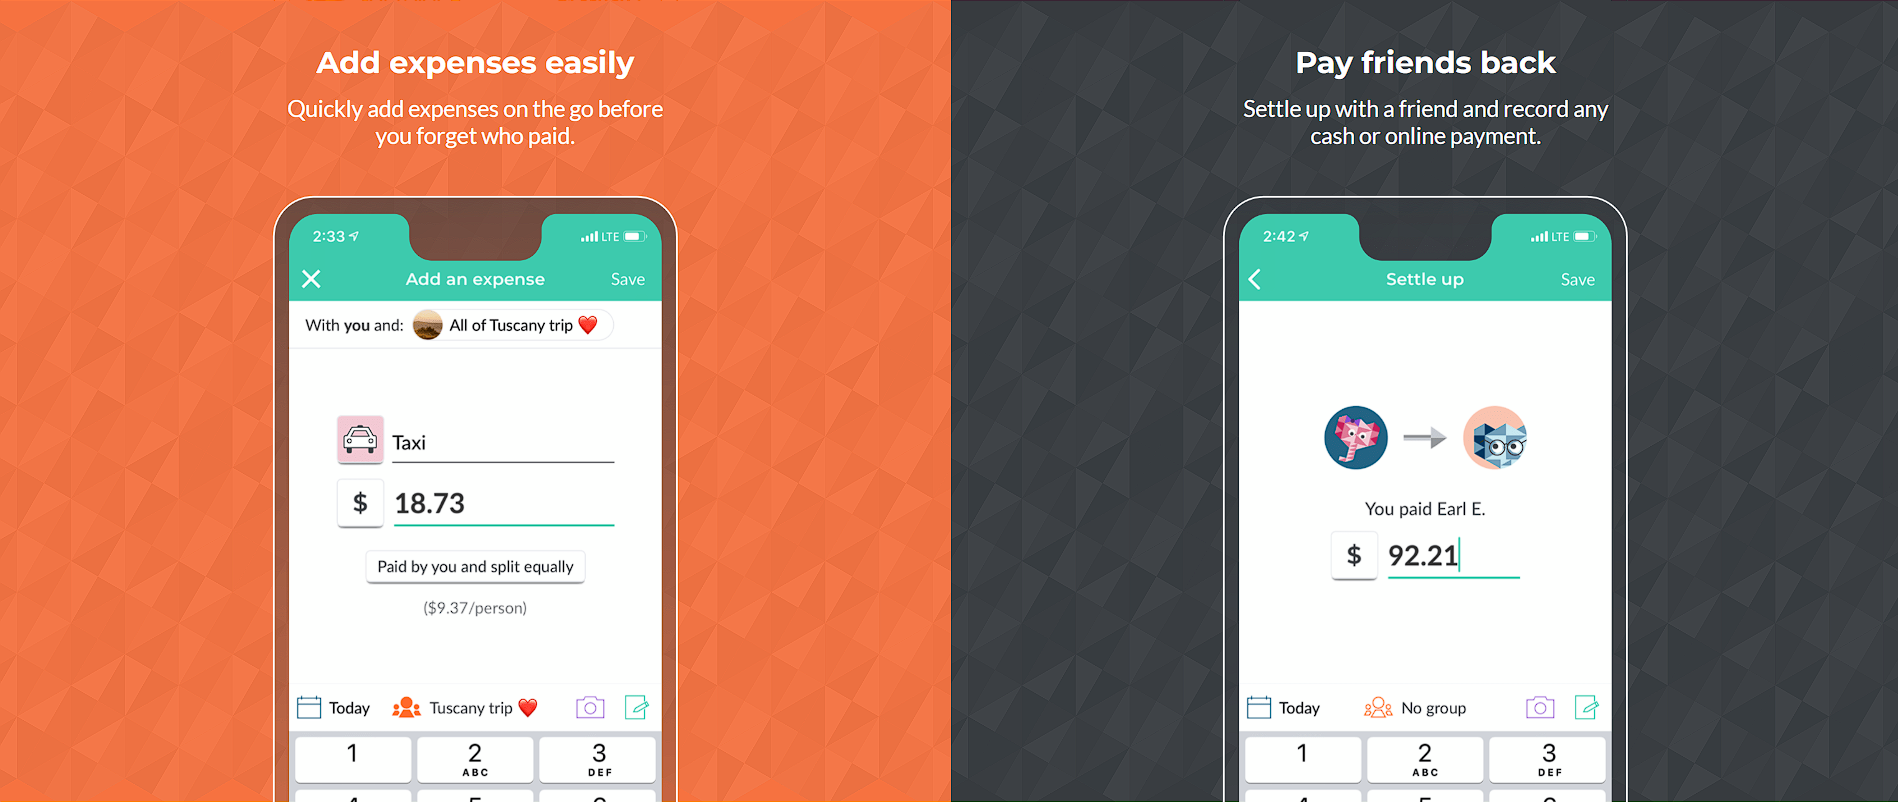 Add expenses easily
Quickly add expenses on the go before
you forget who paid.
2:33
LTE
Add an expense
Save
With you and:
All of Tuscany trip ❤️
Taxi
$
18.73
Paid by you and split equally
($9.37/person)
Today
Tuscany trip ❤️
1
2
ABC
3
DEF
Pay friends back
Settle up with a friend and record any
cash or online payment.
2:42
LTE
Settle up
Save
You paid Earl E.
$
92.21
Today
No group
1
2
ABC
3
DEF